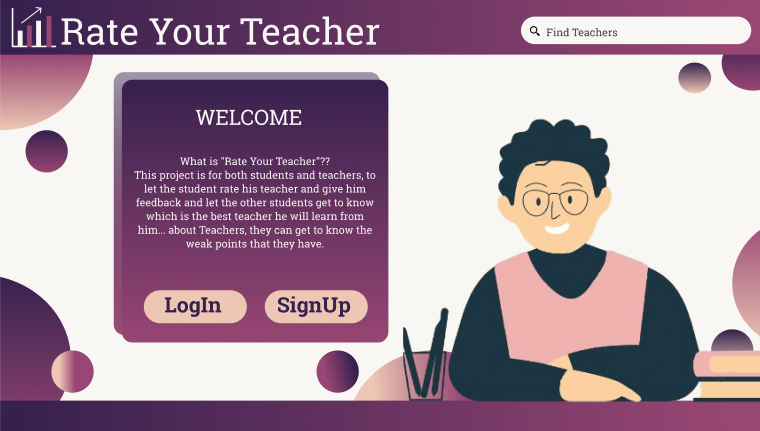 Rate Your Teacher
Find Teachers
WELCOME
What is "Rate Your Teacher"??
This project is for both students and teachers, to
let the student rate his teacher and give him
feedback and let the other students get to know
which is the best teacher he will learn from
him... about Teachers, they can get to know the
weak points that they have.
LogIn
SignUp